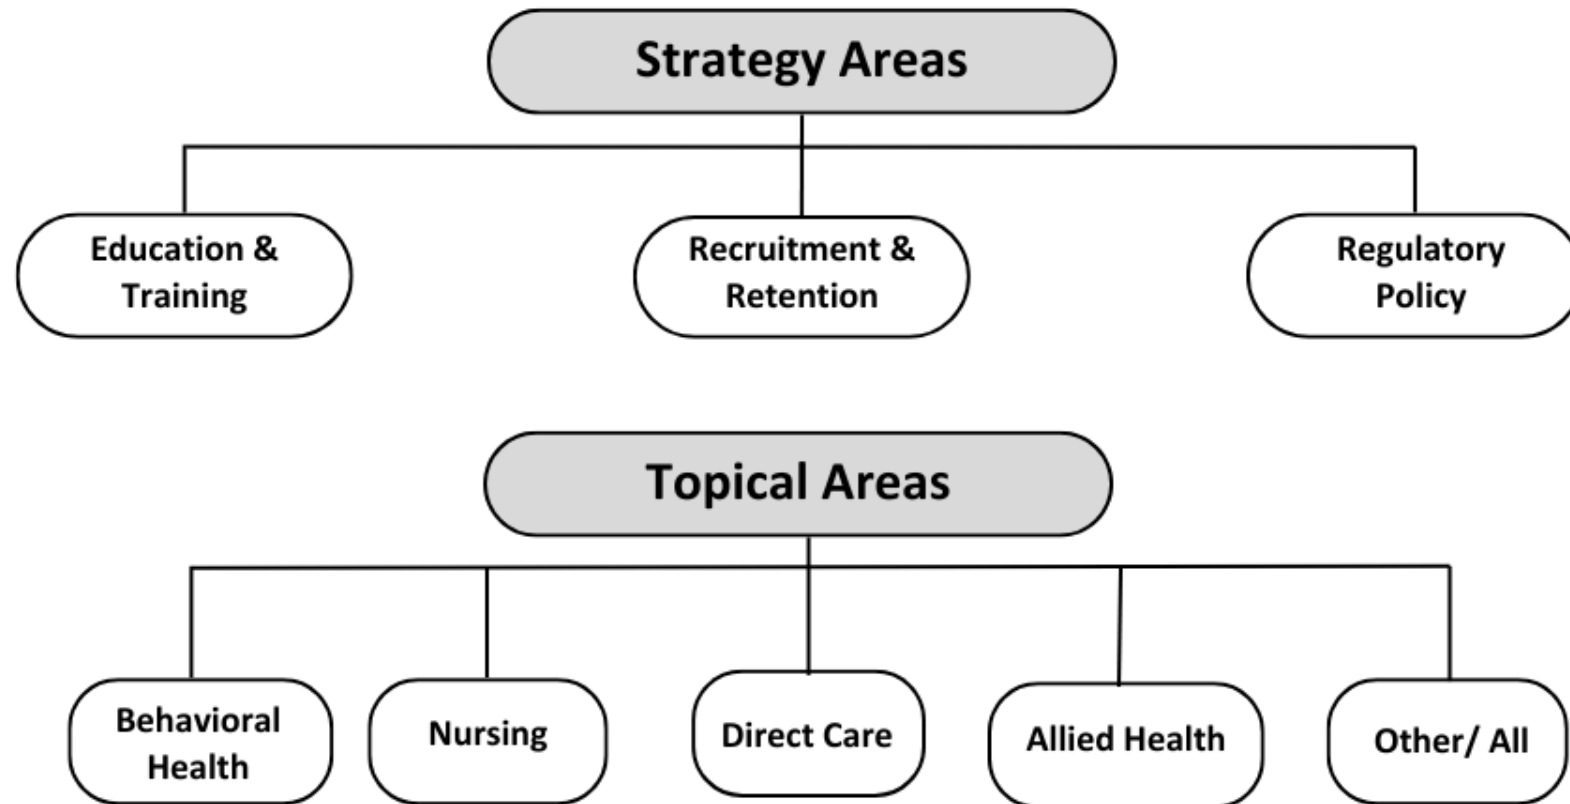 Strategy Areas
Education &
Training
Recruitment &
Retention
Regulatory
Policy
Topical Areas
Behavioral
Health
Nursing
Direct Care
Allied Health
Other/ All